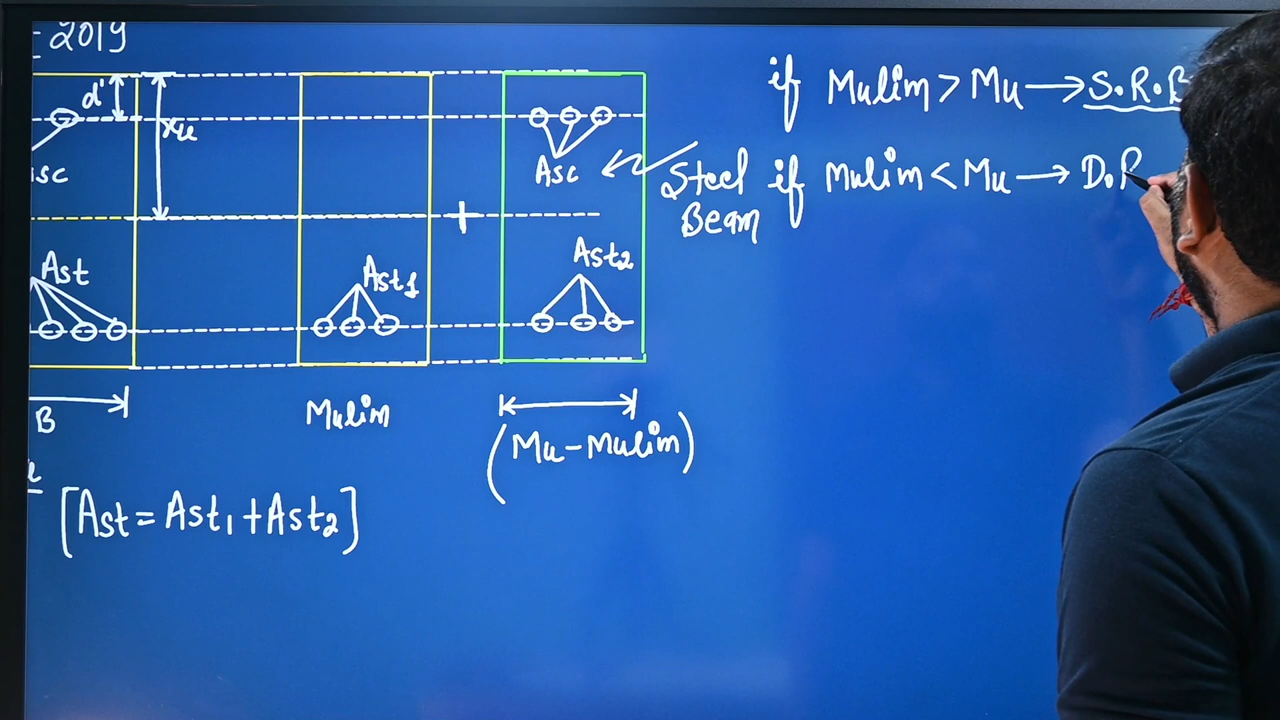 - 2019
d'
xu
Asc
sc
Steel
Beam
Ast
Ast1
Ast2
B
Mulim
(Mu-Mulim)
[Ast = Ast1 + Ast2]
if Mulim > Mu → S.R.B
if Mulim < Mu → D.R